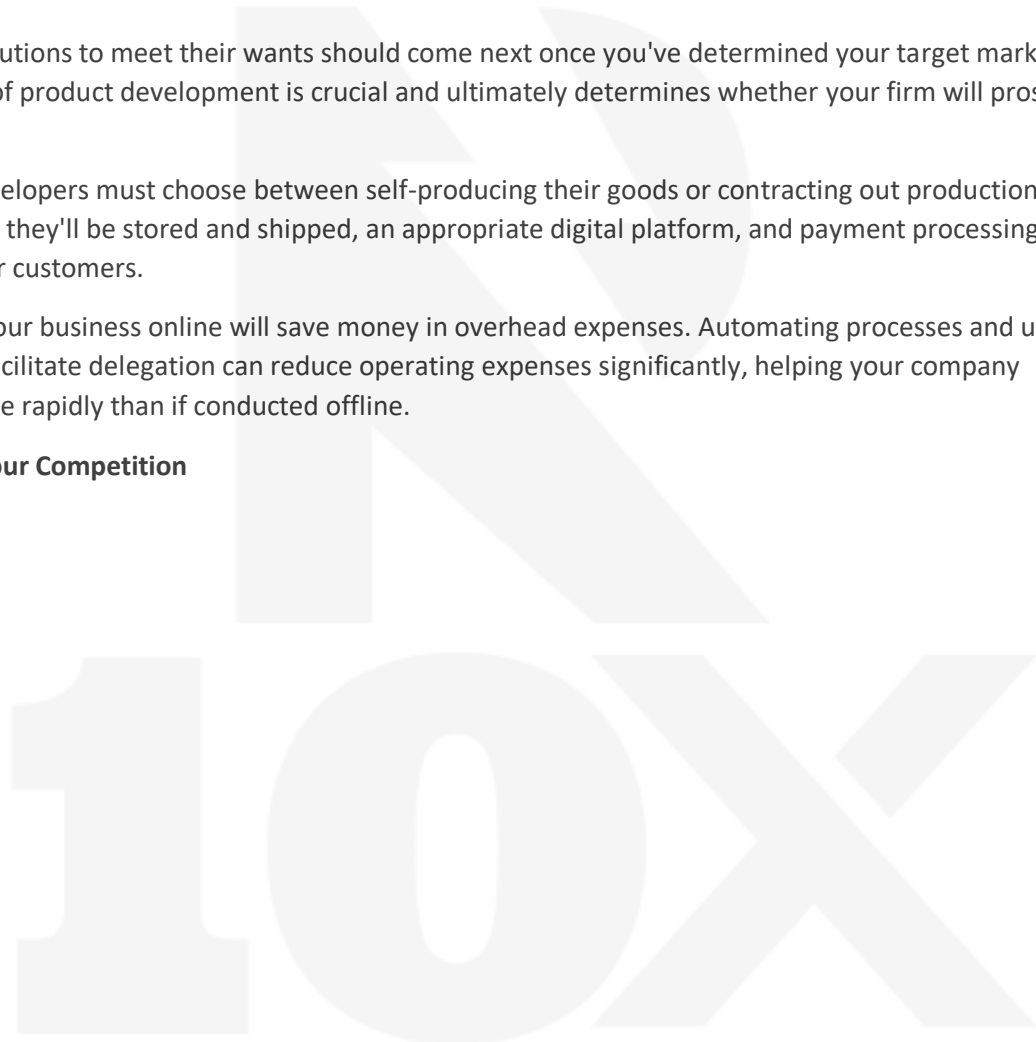 utions to meet their wants should come next once you've determined your target mark
of product development is crucial and ultimately determines whether your firm will pros
elopers must choose between self-producing their goods or contracting out production
they'll be stored and shipped, an appropriate digital platform, and payment processing
r customers.
our business online will save money in overhead expenses. Automating processes and u
cilitate delegation can reduce operating expenses significantly, helping your company
e rapidly than if conducted offline.
our Competition
10X